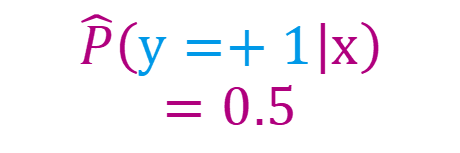 P̂(y =+ 1|x)
= 0.5